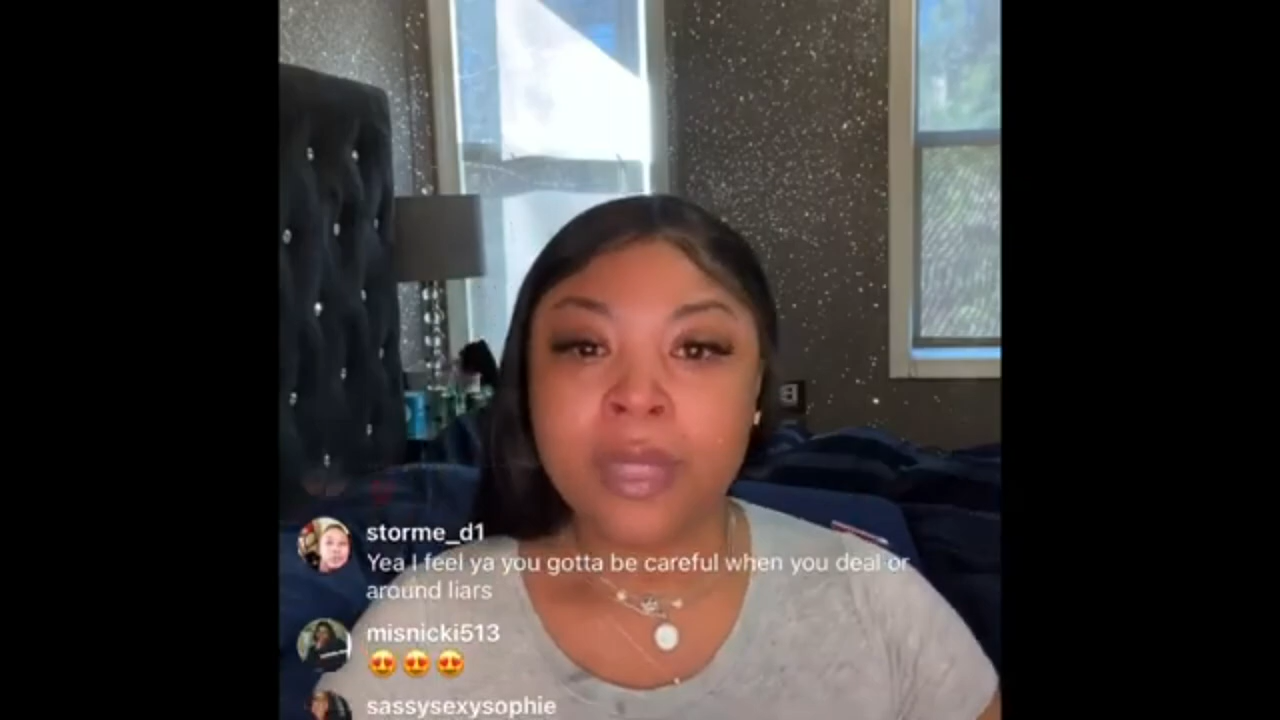 storme_d1
Yea I feel ya you gotta be careful when you deal or
around liars
misnicki513
😍 😍 😍
sassysexysophie